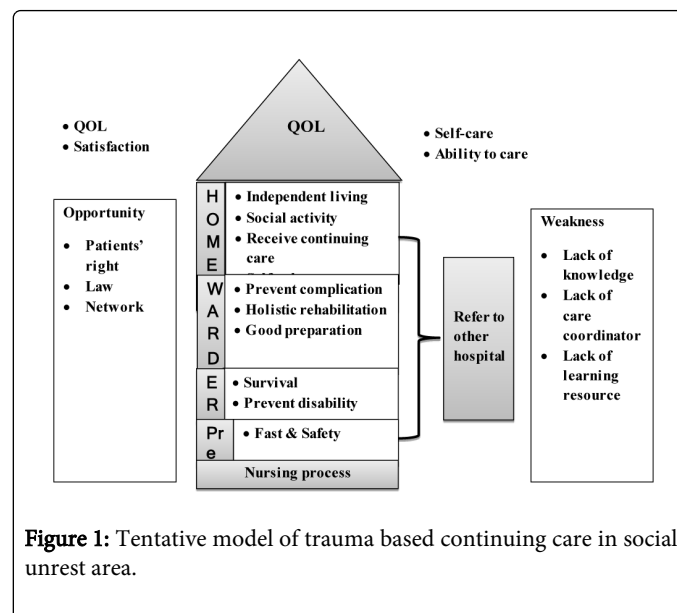 • QOL
• Satisfaction
QOL
• Self-care
• Ability to care
Opportunity
• Patients'
right
• Law
• Network
H
O
M
E
• Independent living
• Social activity
• Receive continuing
care
W
A
R
D
• Prevent complication
• Holistic rehabilitation
• Good preparation
E
R
• Survival
• Prevent disability
Pr
e
• Fast & Safety
Nursing process
Refer to
other
hospital
Weakness
• Lack of
knowledge
• Lack of
care
coordinator
• Lack of
learning
resource
Figure 1: Tentative model of trauma based continuing care in social
unrest area.